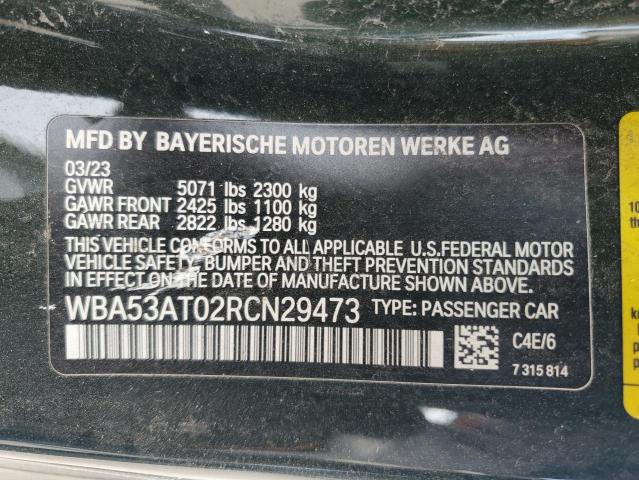 MFD BY BAYERISCHE MOTOREN WERKE AG
03/23
GVWR 5071 lbs 2300 kg
GAWR FRONT 2425 lbs 1100 kg
GAWR REAR 2822 lbs 1280 kg
THIS VEHICLE CONFORMS TO ALL APPLICABLE U.S.FEDERAL MOTOR
VEHICLE SAFETY, BUMPER AND THEFT PREVENTION STANDARDS
IN EFFECT ON THE DATE OF MANUFACTURE SHOWN ABOVE.
WBA53AT02RCN29473 TYPE: PASSENGER CAR
C4E/6
7 315 814
10
th